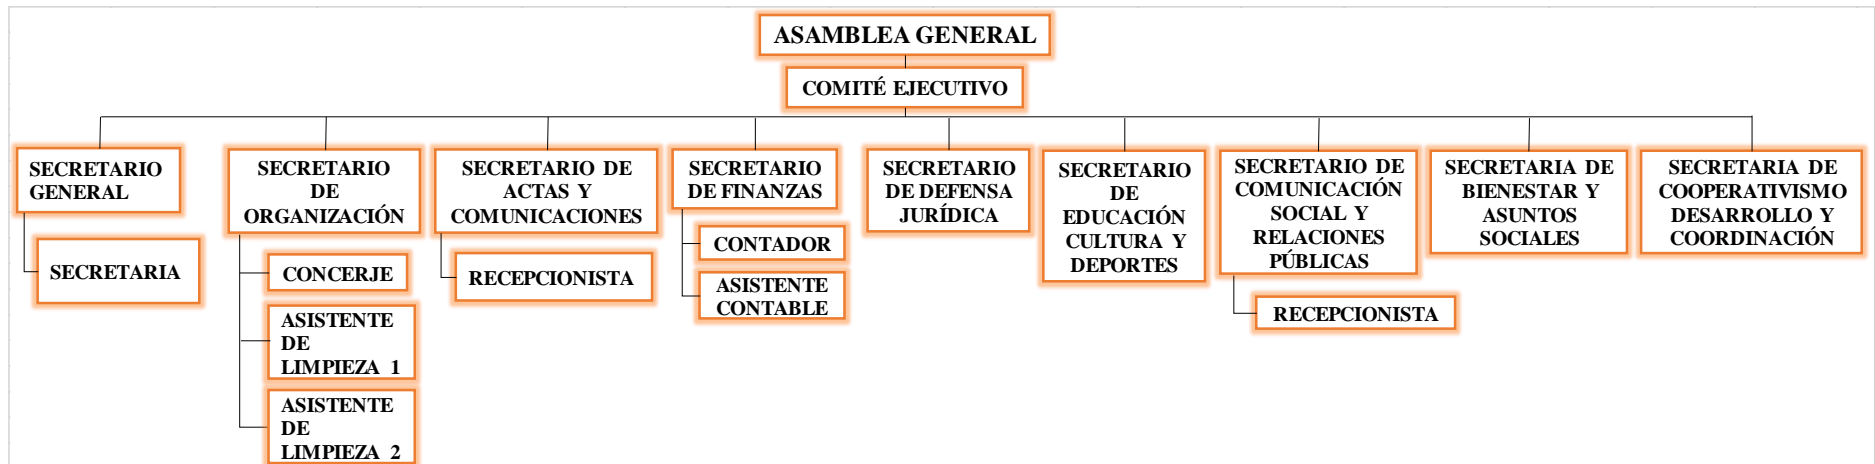 ASAMBLEA GENERAL
COMITÉ EJECUTIVO
SECRETARIO
GENERAL
SECRETARIA
SECRETARIO
DE
ORGANIZACIÓN
CONCERJE
ASISTENTE
DE
LIMPIEZA 1
ASISTENTE
DE
LIMPIEZA 2
SECRETARIO DE
ACTAS Y
COMUNICACIONES
RECEPCIONISTA
SECRETARIO
DE FINANZAS
CONTADOR
ASISTENTE
CONTABLE
SECRETARIO
DE DEFENSA
JURÍDICA
SECRETARIO
DE
EDUCACIÓN
CULTURA Y
DEPORTES
SECRETARIO DE
COMUNICACIÓN
SOCIAL Y
RELACIONES
PÚBLICAS
RECEPCIONISTA
SECRETARIA DE
BIENESTAR Y
ASUNTOS
SOCIALES
SECRETARIA DE
COOPERATIVISMO
DESARROLLO Y
COORDINACIÓN